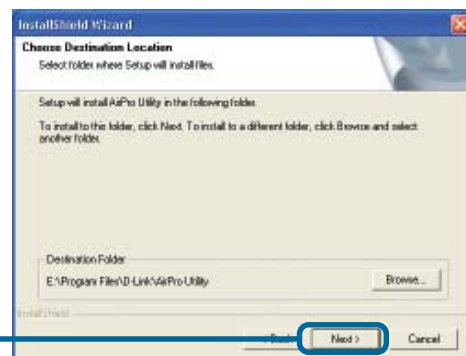 InstallShield Wizard
Choose Destination Location
Select folder where Setup will install files.
Setup will install AirPro Utility in the following folder.
To install to this folder, click Next. To install to a different folder, click Browse and select
another folder.
Destination Folder
E:\Program Files\D-Link\AirPro Utility
Browse...
InstallShield
< Back
Next >
Cancel